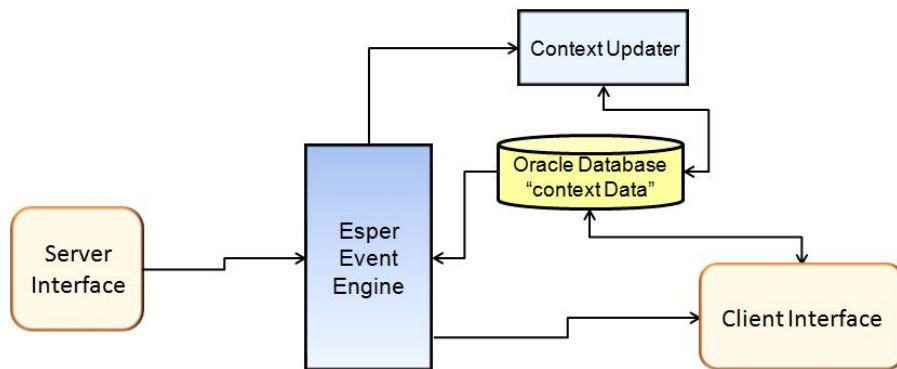 Context Updater
Oracle Database
“context Data”
Esper
Event
Engine
Server
Interface
Client Interface